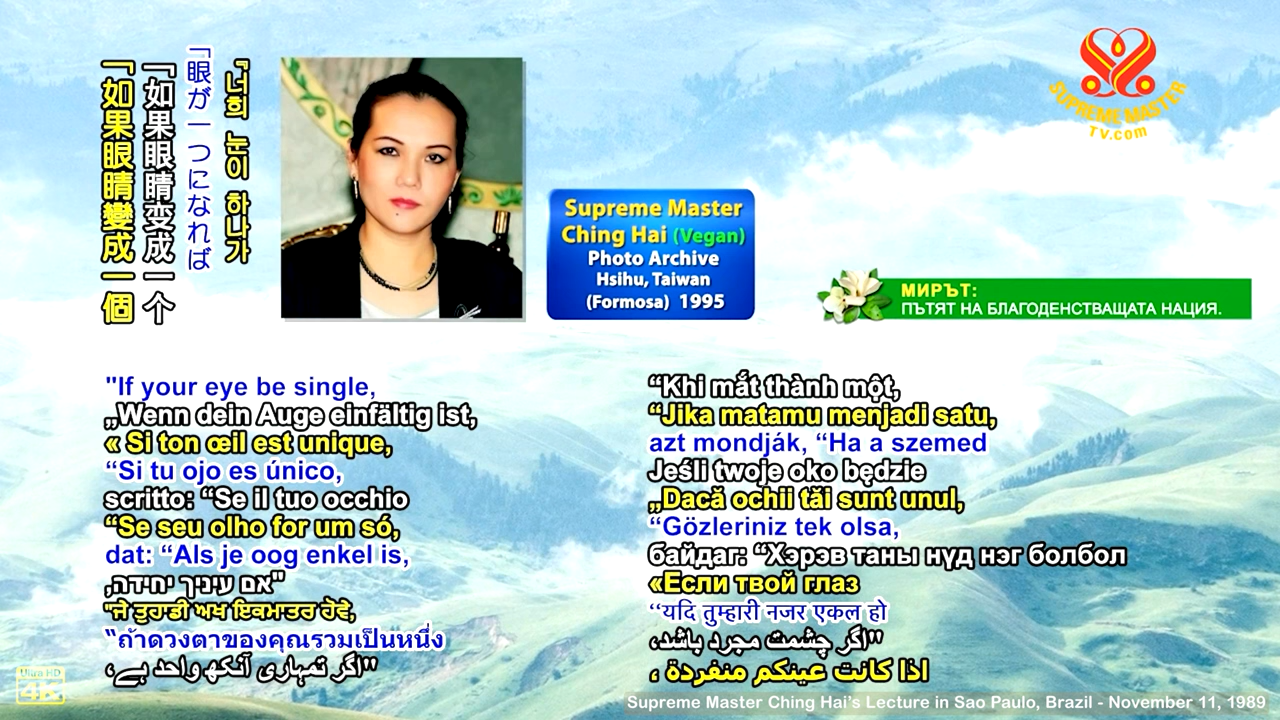 「如果眼睛變成一個
「如果眼睛变成一个
「眼が一つになれば
『너희 눈이 하나가
SUPREME MASTER
TV.com
Supreme Master
Ching Hai (Vegan)
Photo Archive
Hsihu, Taiwan
(Formosa) 1995
МИРЪТ:
ПЪТЯТ НА БЛАГОДЕНСТВАЩАТА НАЦИЯ.
"If your eye be single,
„Wenn dein Auge einfältig ist,
« Si ton œil est unique,
“Si tu ojo es único,
scritto: “Se il tuo occhio
“Se seu olho for um só,
dat: “Als je oog enkel is,
"אם עיניך יחידה,
"ਜੇ ਤੁਹਾਡੀ ਅਖ ਇਕਮਾਤਰ ਹੋਵੇ,
“ถ้าดวงตาของคุณรวมเป็นหนึ่ง
"اگر تمہاری آنکھ واحد ہے،
“Khi mắt thành một,
“Jika matamu menjadi satu,
azt mondják, “Ha a szemed
Jeśli twoje oko będzie
„Dacă ochii tăi sunt unul,
“Gözleriniz tek olsa,
байдаг: “Хэрэв таны нүд нэг болбол
«Если твой глаз
“यदि तुम्हारी नजर एकल हो
"اگر چشمت مجرد باشد،
اذا كانت عينكم منفردة ،
Ultra HD
4K
Supreme Master Ching Hai’s Lecture in Sao Paulo, Brazil - November 11, 1989